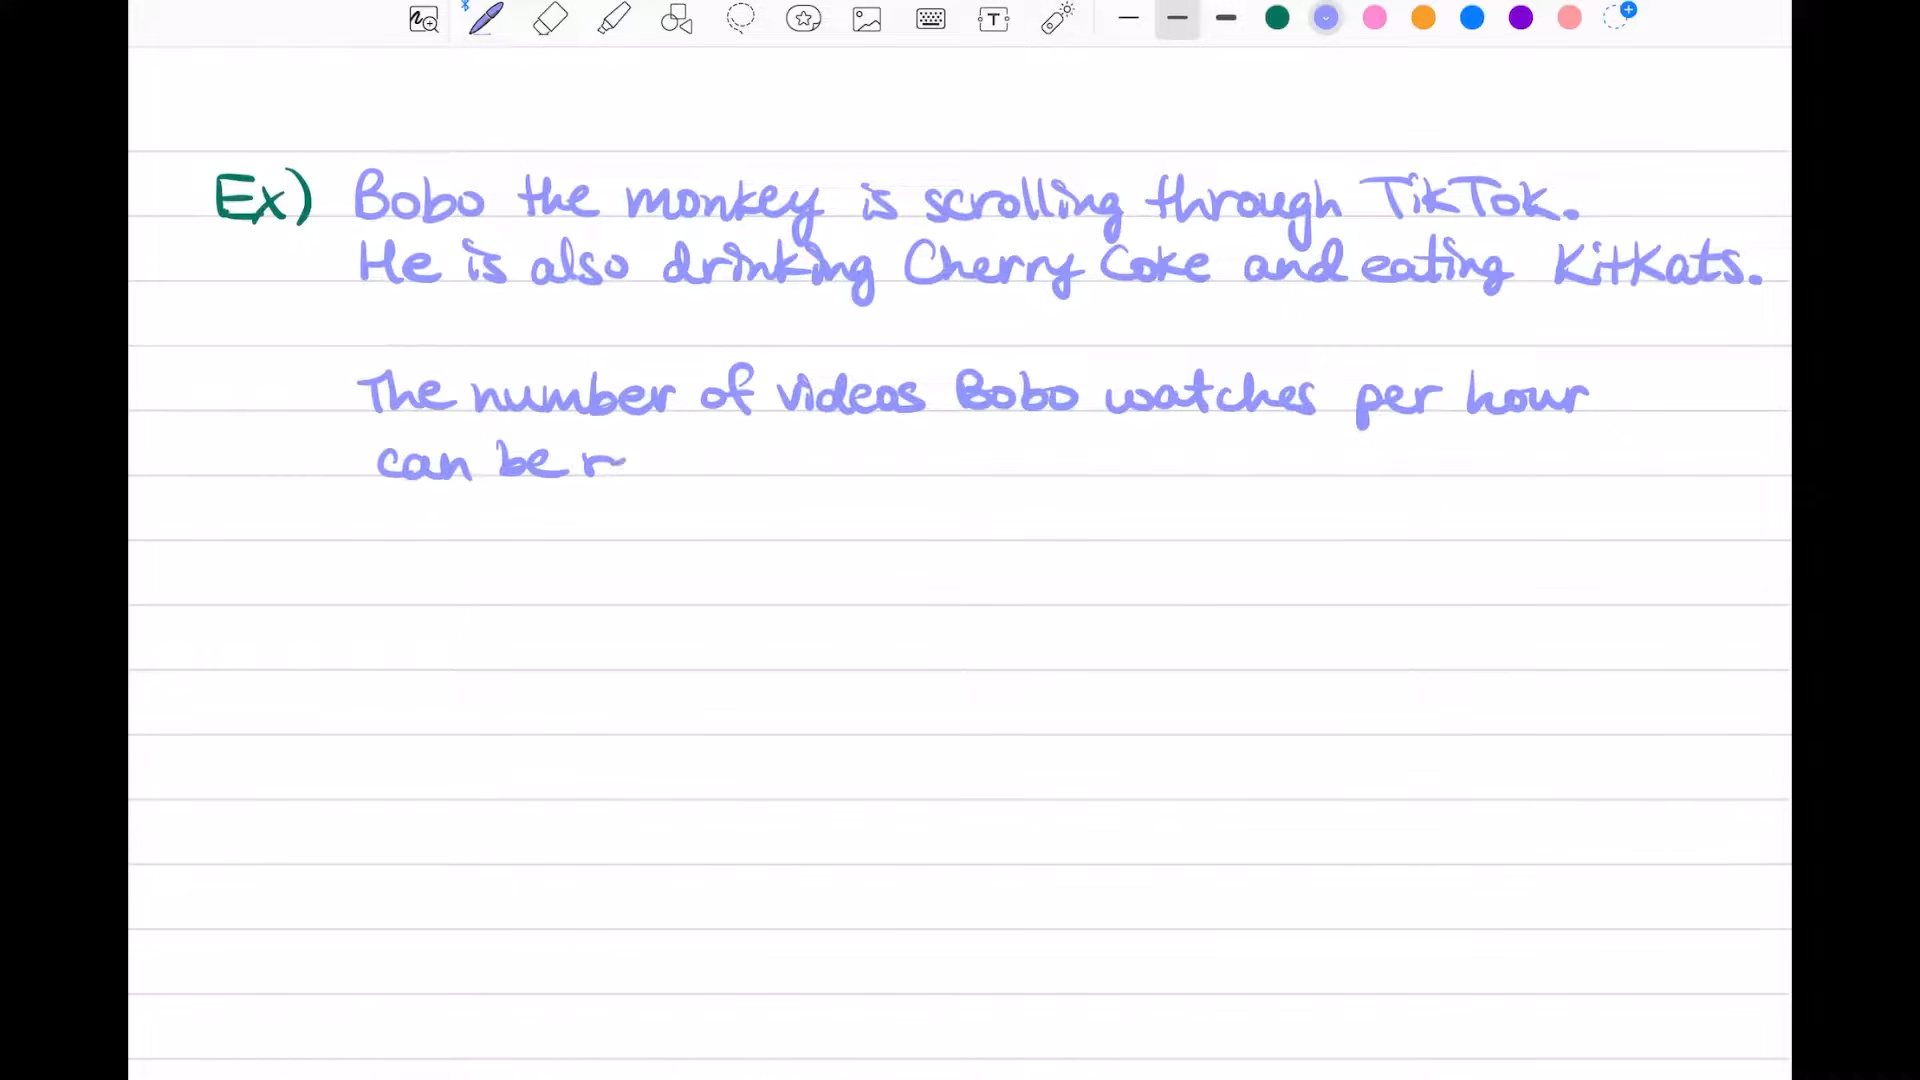 Ex) Bobo the monkey is scrolling through TikTok.
He is also drinking Cherry Coke and eating KitKats.
The number of videos Bobo watches per hour
can be r